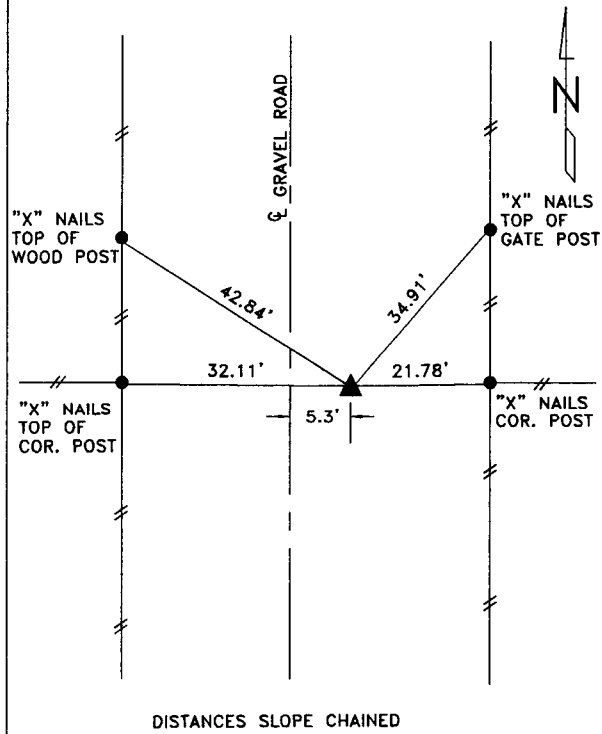 N
℄ GRAVEL ROAD
"X" NAILS
TOP OF
WOOD POST
"X" NAILS
TOP OF
GATE POST
42.84'
34.91'
32.11'
21.78'
5.3'
"X" NAILS
TOP OF
COR. POST
"X" NAILS
COR. POST
DISTANCES SLOPE CHAINED